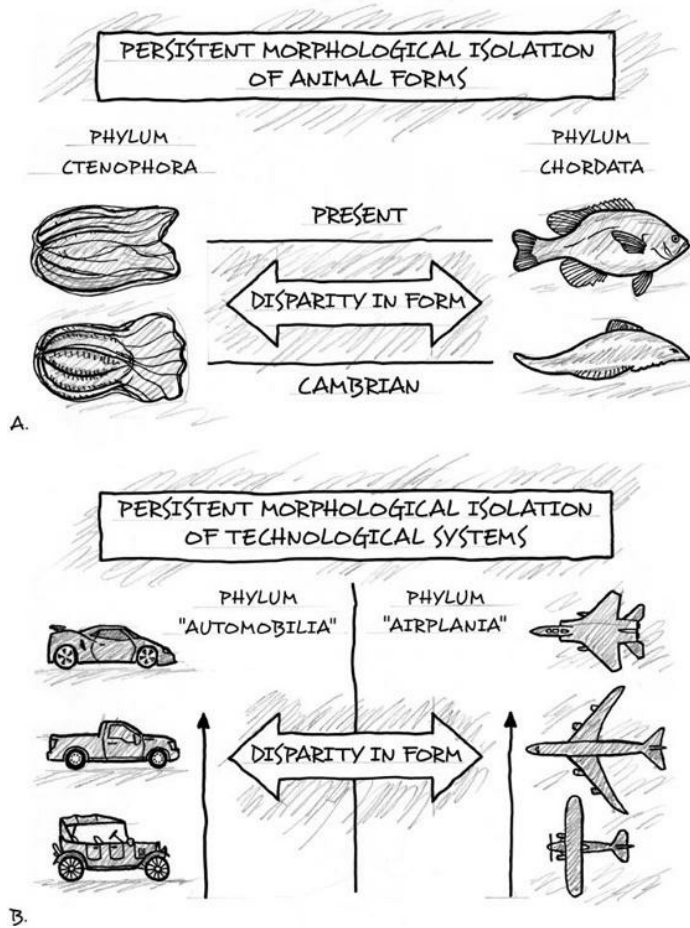 PERSISTENT MORPHOLOGICAL ISOLATION
OF ANIMAL FORMS
PHYLUM
CTENOPHORA
PHYLUM
CHORDATA
PRESENT
DISPARITY IN FORM
CAMBRIAN
A.
PERSISTENT MORPHOLOGICAL ISOLATION
OF TECHNOLOGICAL SYSTEMS
PHYLUM
"AUTOMOBILIA"
PHYLUM
"AIRPLANIA"
DISPARITY IN FORM
B.